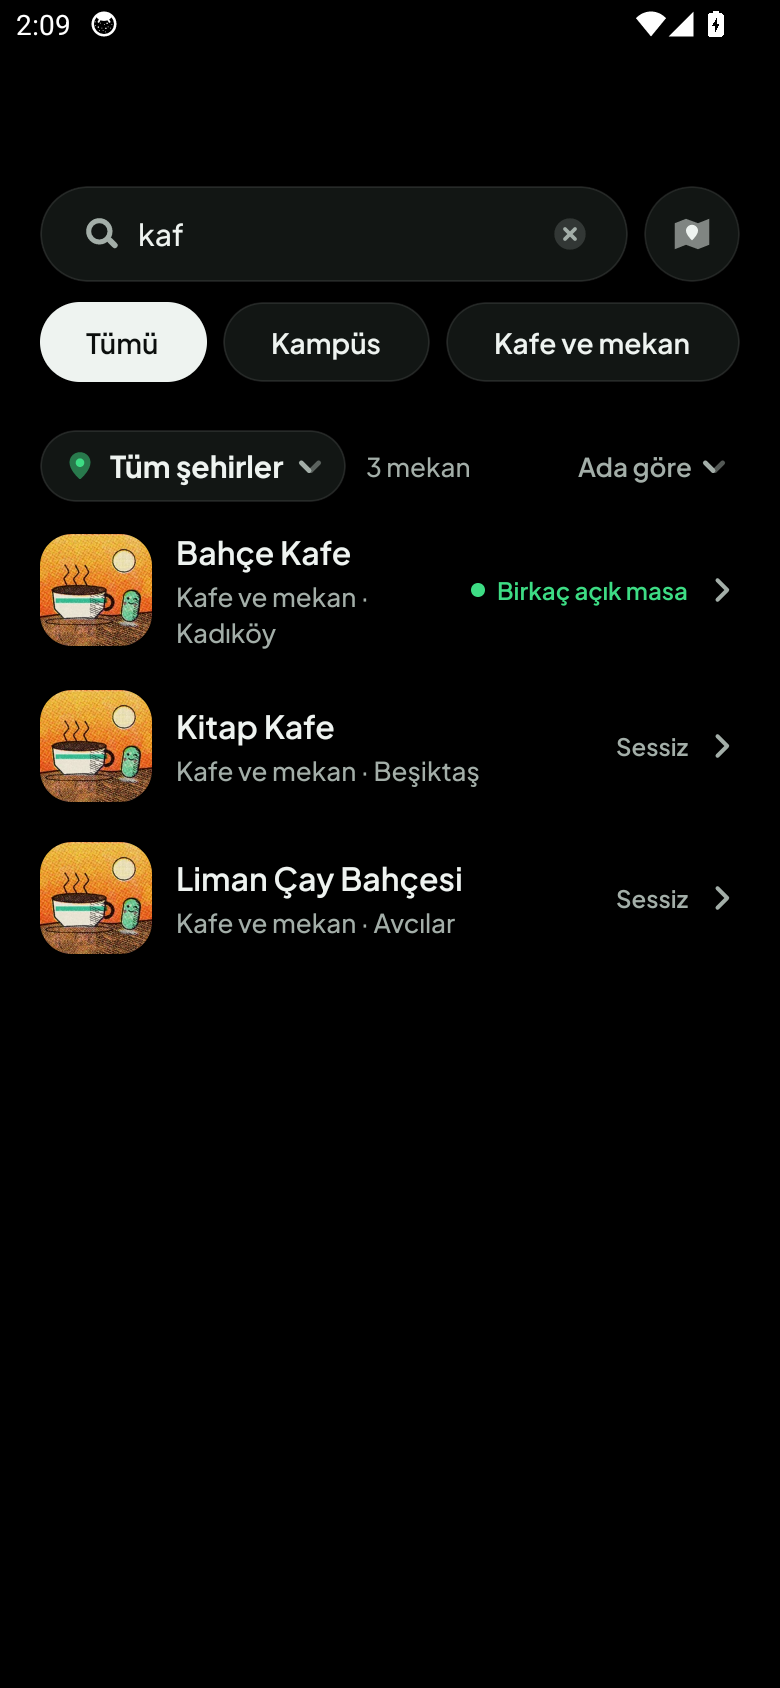 2:09
kaf
Tümü
Kampüs
Kafe ve mekan
Tüm şehirler
3 mekan
Ada göre
Bahçe Kafe
Kafe ve mekan ·
Kadıköy
Birkaç açık masa
Kitap Kafe
Kafe ve mekan · Beşiktaş
Sessiz
Liman Çay Bahçesi
Kafe ve mekan · Avcılar
Sessiz